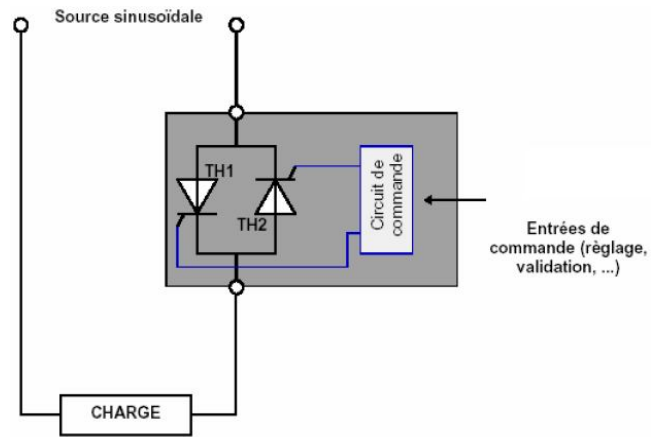 Source sinusoïdale
TH1
TH2
Circuit de
commande
Entrées de
commande (règlage,
validation, ...)
CHARGE